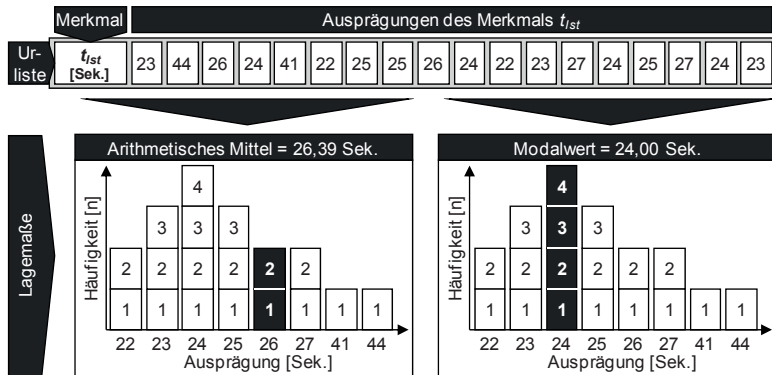 Merkmal
Ausprägungen des Merkmals tIst
Ur-
liste
tIst
[Sek.]
23 44 26 24 41 22 25 25 26 24 22 23 27 24 25 27 24 23
Lagemaße
Arithmetisches Mittel = 26,39 Sek.
Häufigkeit [n]
4
3 3 3
2 2 2 2 2 2
1 1 1 1 1 1 1 1
22 23 24 25 26 27 41 44
Ausprägung [Sek.]
Modalwert = 24,00 Sek.
Häufigkeit [n]
4
3 3 3
2 2 2 2 2 2
1 1 1 1 1 1 1 1
22 23 24 25 26 27 41 44
Ausprägung [Sek.]